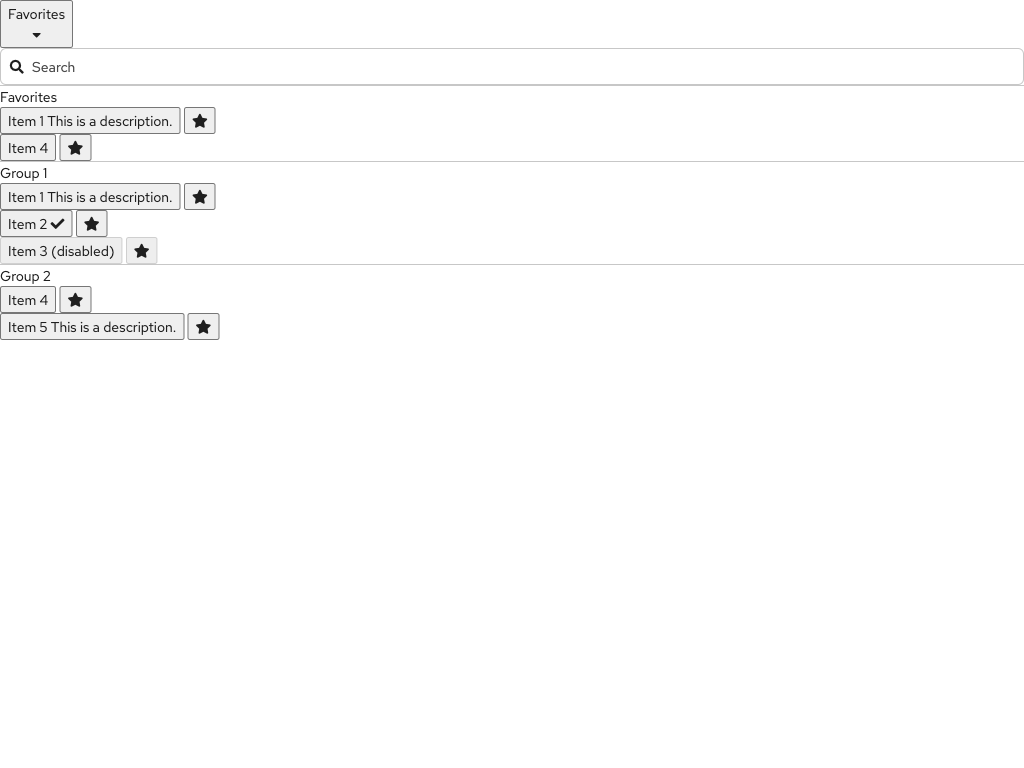 Favorites
Search
Favorites
Item 1 This is a description.
Item 4
Group 1
Item 1 This is a description.
Item 2
Item 3 (disabled)
Group 2
Item 4
Item 5 This is a description.